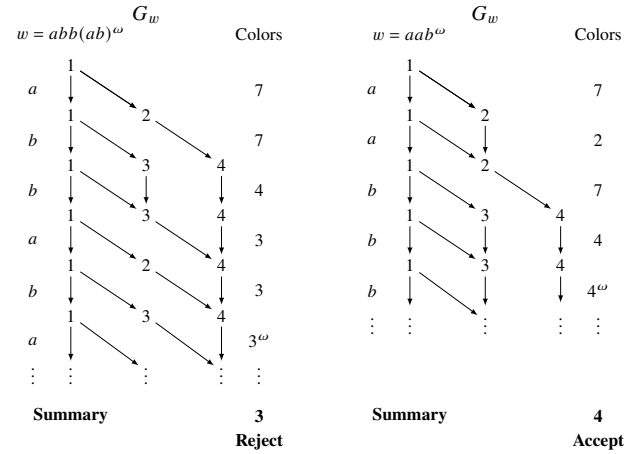 G_w
w = abb(ab)^ω Colors
1
a 7
1 2
b 7
1 3 4
b 4
1 3 4
a 3
1 2 4
b 3
1 3 4
a 3^ω
⋮ ⋮ ⋮ ⋮ ⋮
Summary 3
Reject
G_w
w = aab^ω Colors
1
a 7
1 2
a 2
1 2
b 7
1 3 4
b 4
1 3 4
b 4^ω
⋮ ⋮ ⋮ ⋮ ⋮
Summary 4
Accept